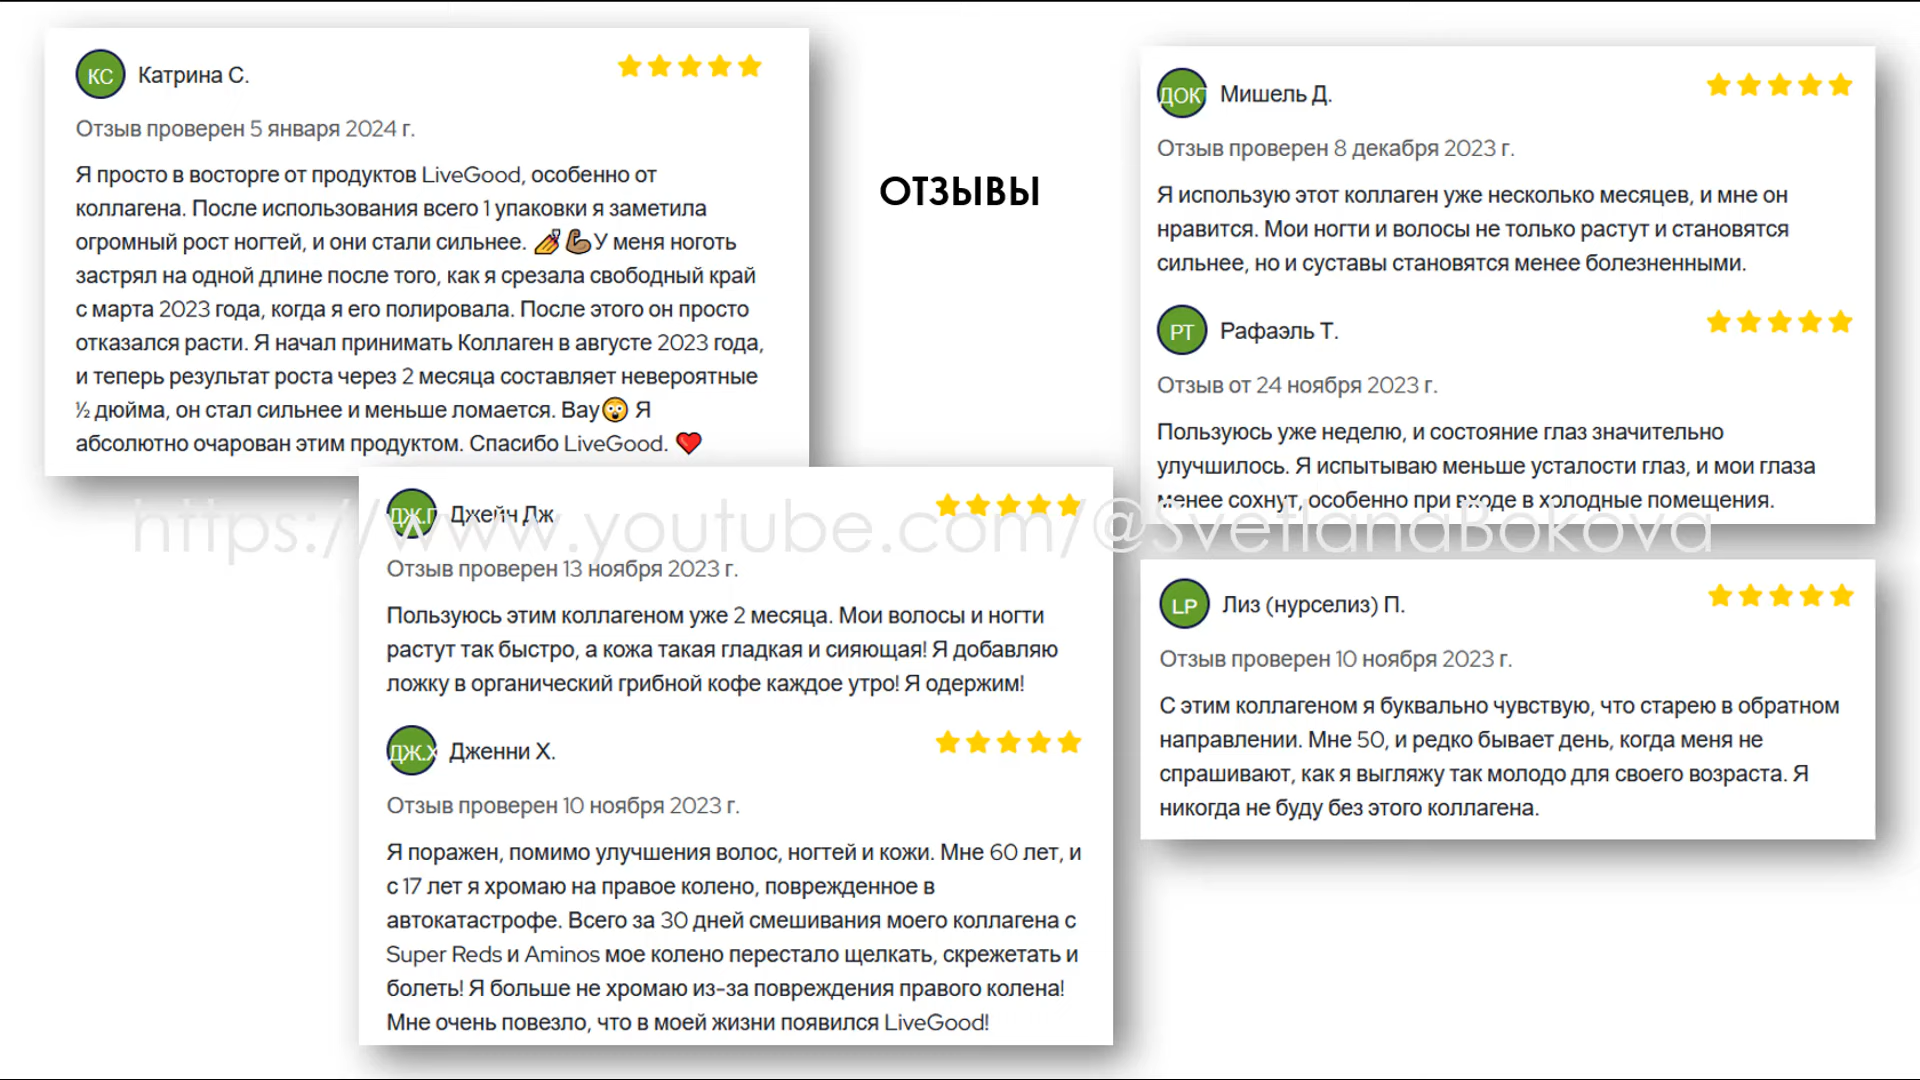 КС Катрина С.
Отзыв проверен 5 января 2024 г.
Я просто в восторге от продуктов LiveGood, особенно от
коллагена. После использования всего 1 упаковки я заметила
огромный рост ногтей, и они стали сильнее. 💅💪У меня ноготь
застрял на одной длине после того, как я срезала свободный край
с марта 2023 года, когда я его полировала. После этого он просто
отказался расти. Я начал принимать Коллаген в августе 2023 года,
и теперь результат роста через 2 месяца составляет невероятные
½ дюйма, он стал сильнее и меньше ломается. Вау😲 Я
абсолютно очарован этим продуктом. Спасибо LiveGood. ❤️
ОТЗЫВЫ
ДОКТ Мишель Д.
Отзыв проверен 8 декабря 2023 г.
Я использую этот коллаген уже несколько месяцев, и мне он
нравится. Мои ногти и волосы не только растут и становятся
сильнее, но и суставы становятся менее болезненными.
РТ Рафаэль Т.
Отзыв от 24 ноября 2023 г.
Пользуюсь уже неделю, и состояние глаз значительно
улучшилось. Я испытываю меньше усталости глаз, и мои глаза
менее сохнут, особенно при входе в холодные помещения.
https://www.youtube.com/@SvetlanaBokova
Джейн Дж
Отзыв проверен 13 ноября 2023 г.
Пользуюсь этим коллагеном уже 2 месяца. Мои волосы и ногти
растут так быстро, а кожа такая гладкая и сияющая! Я добавляю
ложку в органический грибной кофе каждое утро! Я одержим!
ДЖ.Х Дженни Х.
Отзыв проверен 10 ноября 2023 г.
Я поражен, помимо улучшения волос, ногтей и кожи. Мне 60 лет, и
с 17 лет я хромаю на правое колено, поврежденное в
автокатастрофе. Всего за 30 дней смешивания моего коллагена с
Super Reds и Aminos мое колено перестало щелкать, скрежетать и
болеть! Я больше не хромаю из-за повреждения правого колена!
Мне очень повезло, что в моей жизни появился LiveGood!
LP Лиз (нурселиз) П.
Отзыв проверен 10 ноября 2023 г.
С этим коллагеном я буквально чувствую, что старею в обратном
направлении. Мне 50, и редко бывает день, когда меня не
спрашивают, как я выгляжу так молодо для своего возраста. Я
никогда не буду без этого коллагена.